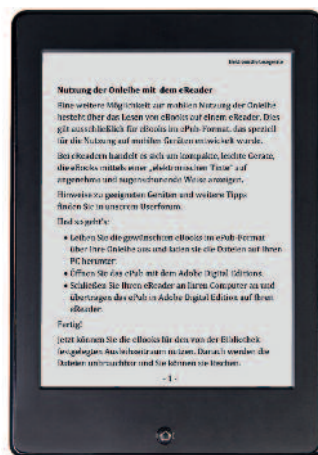 Nutzung der Onleihe mit dem eReader
Eine weitere Möglichkeit zur mobilen Nutzung der Onleihe
besteht über das Lesen von eBooks auf einem eReader. Dies
gilt ausschließlich für eBooks im ePub-Format, das speziell
für die Nutzung auf mobilen Geräten entwickelt wurde.
Bei eReadern handelt es sich um kompakte, leichte Geräte,
die eBooks mittels einer „elektronischen Tinte“ auf
angenehme und augenschonende Weise anzeigen.
Hinweise zu geeigneten Geräten und weitere Tipps
finden Sie in unserem Userforum.
Und so geht's:
• Leihen Sie die gewünschten eBooks im ePub-Format
über Ihre Onleihe aus und laden sie die Dateien auf Ihren
PC herunter.
• Öffnen Sie das ePub mit dem Adobe Digital Editions.
• Schließen Sie Ihren eReader an Ihren Computer an und
übertragen das ePub in Adobe Digital Edition auf Ihren
eReader.
Fertig!
Jetzt können Sie die eBooks für den von der Bibliothek
festgelegten Ausleihzeitraum nutzen. Danach werden die
Dateien unbrauchbar und Sie können sie löschen.
- 1 -